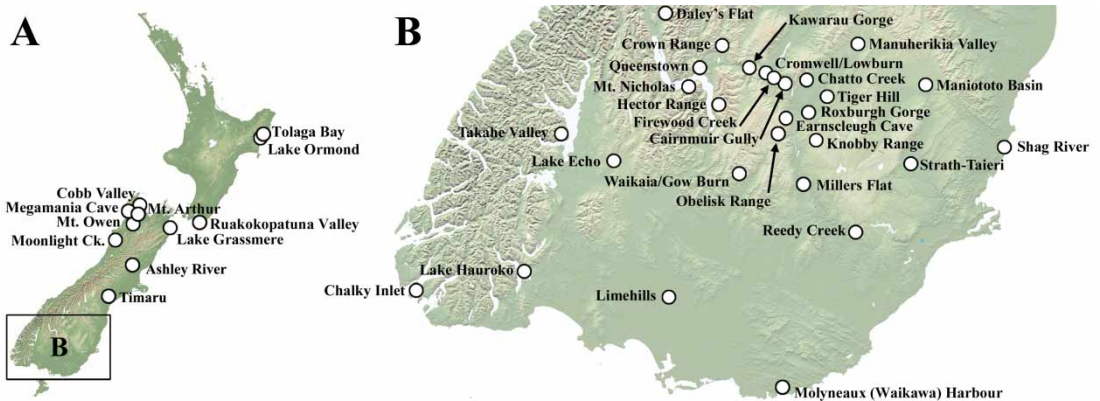 A
Tolaga Bay
Lake Ormond
Cobb Valley
Megamania Cave
Mt. Arthur
Mt. Owen
Ruakokopatuna Valley
Moonlight Ck.
Lake Grassmere
Ashley River
Timaru
B
B
Daley's Flat
Kawarau Gorge
Crown Range
Manuherikia Valley
Queenstown
Cromwell/Lowburn
Mt. Nicholas
Chatto Creek
Maniototo Basin
Hector Range
Tiger Hill
Firewood Creek
Roxburgh Gorge
Takahe Valley
Cairnmuir Gully
Earnscleugh Cave
Knobby Range
Shag River
Lake Echo
Strath-Taieri
Waikaia/Gow Burn
Millers Flat
Obelisk Range
Reedy Creek
Lake Hauroko
Chalky Inlet
Limehills
Molyneaux (Waikawa) Harbour